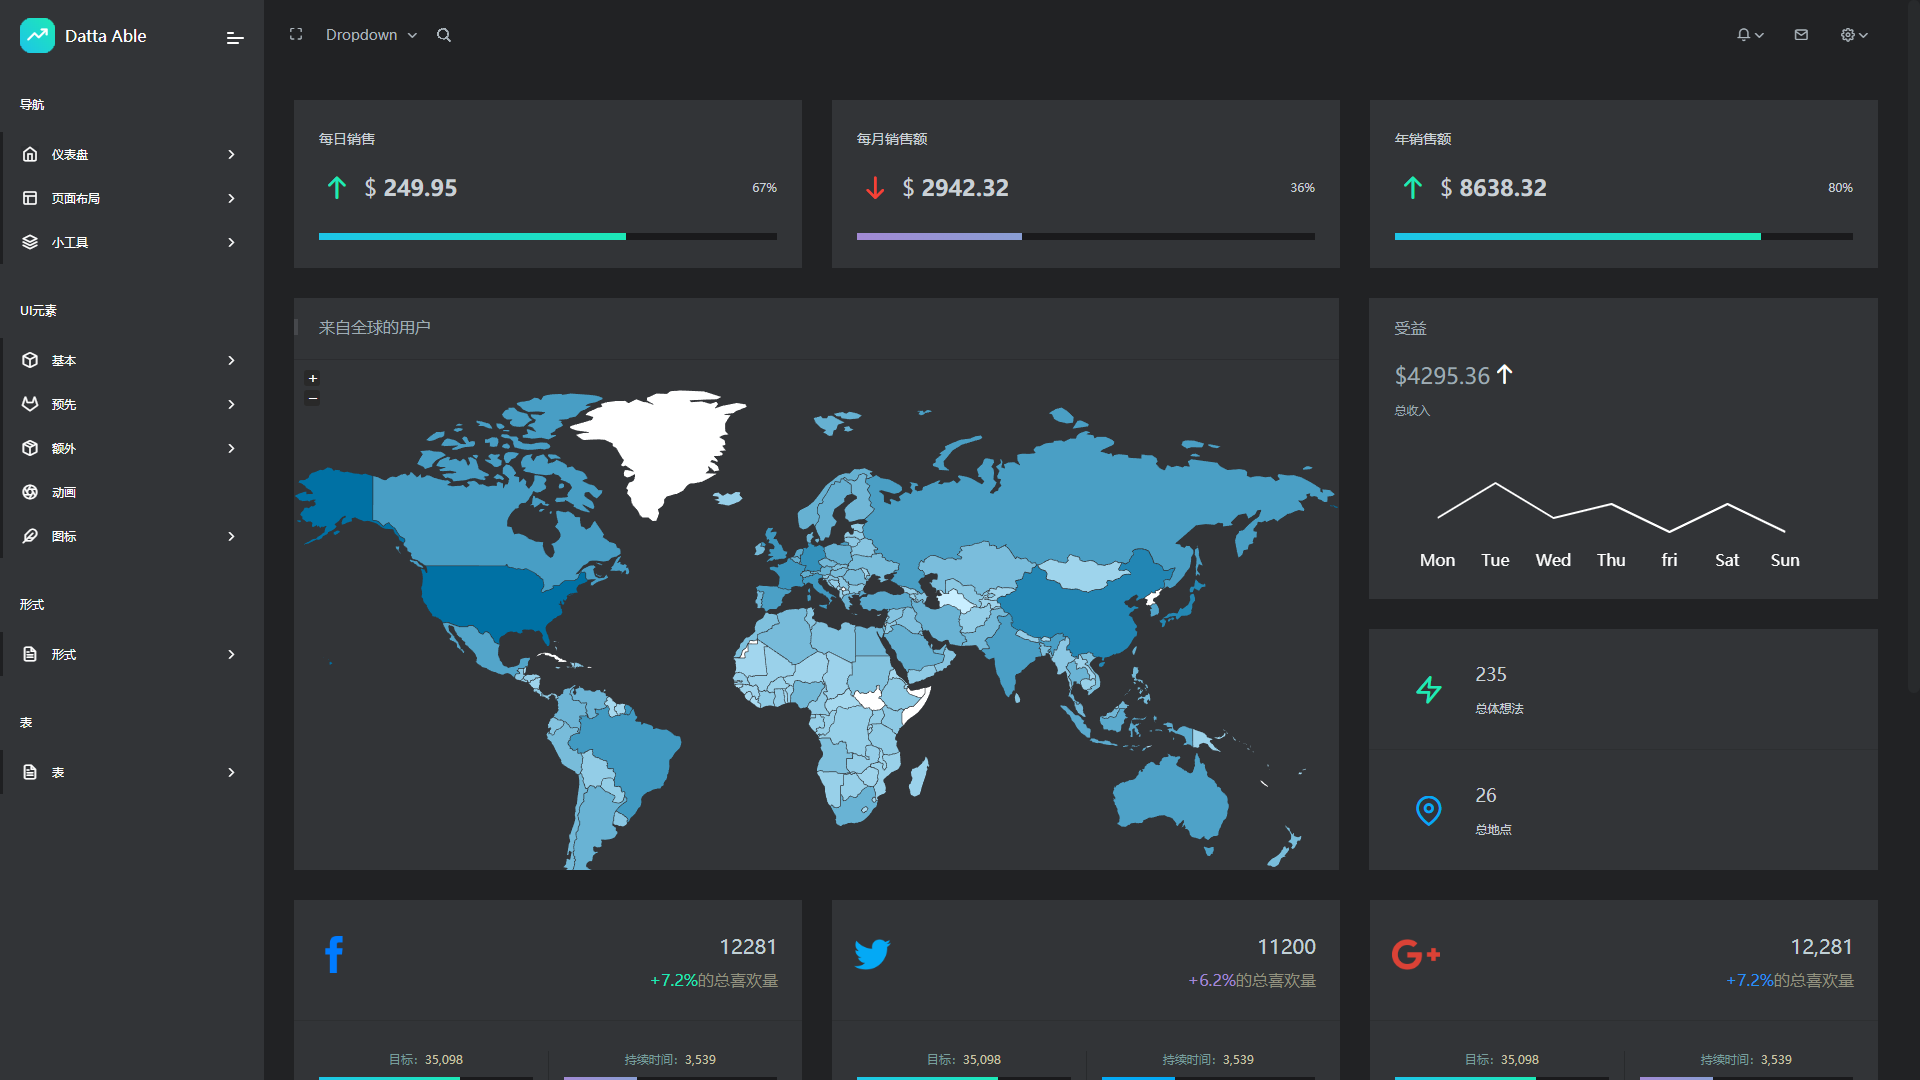 Datta Able
Dropdown
导航
仪表盘
页面布局
小工具
UI元素
基本
预先
额外
动画
图标
形式
形式
表
表
每日销售
$ 249.95
67%
每月销售额
$ 2942.32
36%
年销售额
$ 8638.32
80%
来自全球的用户
+
−
受益
$4295.36
总收入
Mon Tue Wed Thu fri Sat Sun
235
总体想法
26
总地点
12281
+7.2%的总喜欢量
目标：35,098
持续时间：3,539
11200
+6.2%的总喜欢量
目标：35,098
持续时间：3,539
12,281
+7.2%的总喜欢量
目标：35,098
持续时间：3,539